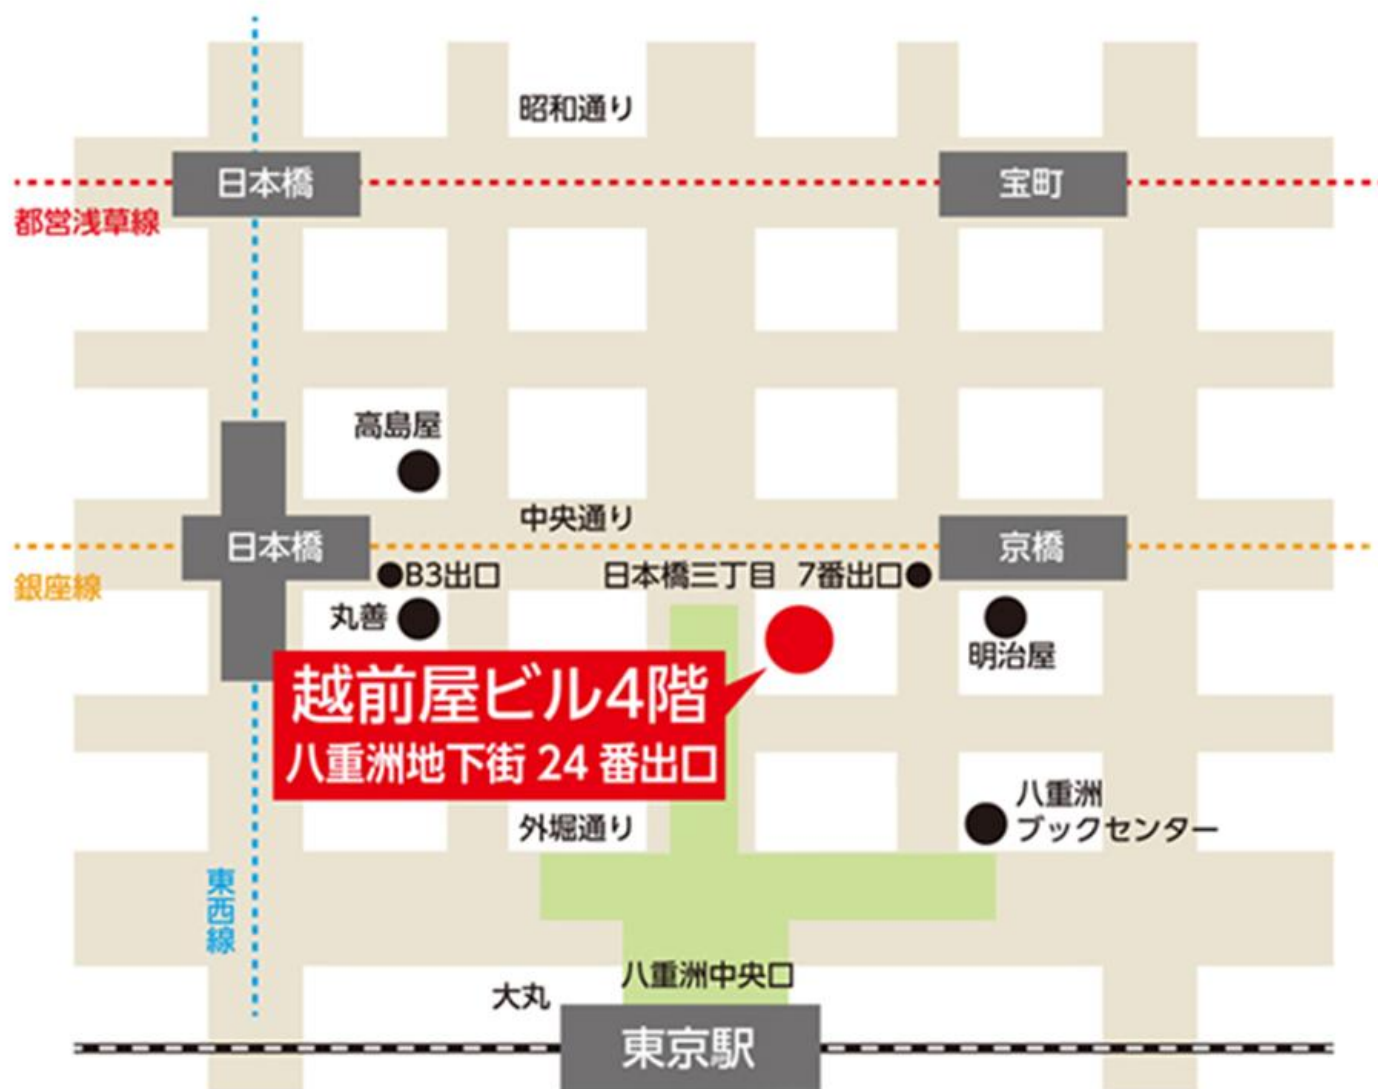 昭和通り
日本橋
宝町
都営浅草線
高島屋
中央通り
日本橋
京橋
銀座線
B3出口
日本橋三丁目 7番出口
丸善
明治屋
越前屋ビル4階
八重洲地下街 24 番出口
八重洲
ブックセンター
外堀通り
東西線
八重洲中央口
大丸
東京駅